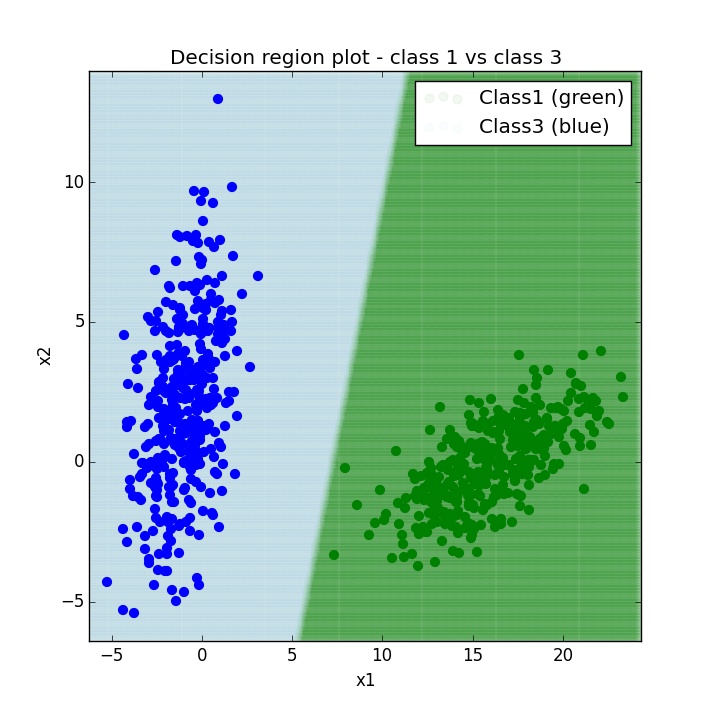 Decision region plot - class 1 vs class 3
Class1 (green)
Class3 (blue)
10
5
0
−5
x2
−5 0 5 10 15 20
x1